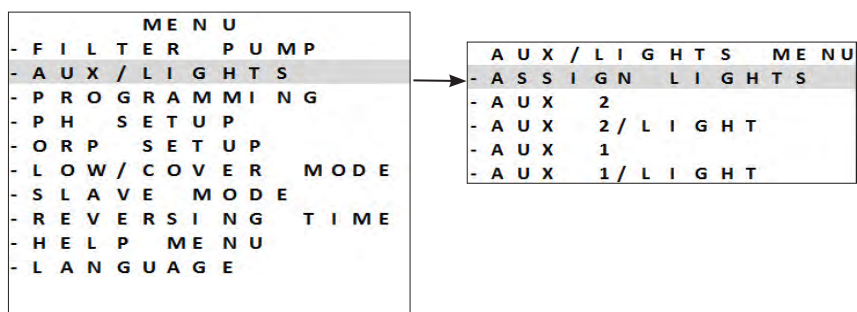 MENU
- FILTER PUMP
- AUX/LIGHTS
- PROGRAMMING
- PH SETUP
- ORP SETUP
- LOW/COVER MODE
- SLAVE MODE
- REVERSING TIME
- HELP MENU
- LANGUAGE
AUX/LIGHTS MENU
- ASSIGN LIGHTS
- AUX 2
- AUX 2/LIGHT
- AUX 1
- AUX 1/LIGHT